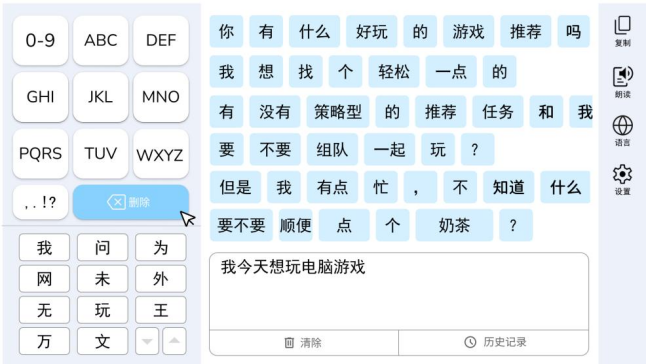 0-9 ABC DEF
GHI JKL MNO
PQRS TUV WXYZ
, . !? 删除
我 问 为
网 未 外
无 玩 王
万 文
你 有 什么 好玩 的 游戏 推荐 吗
我 想 找 个 轻松 一点 的
有 没有 策略型 的 推荐 任务 和 我
要 不要 组队 一起 玩 ?
但是 我 有点 忙 , 不 知道 什么
要不要 顺便 点 个 奶茶 ?
我今天想玩电脑游戏
清除 历史记录
复制
朗读
语言
设置